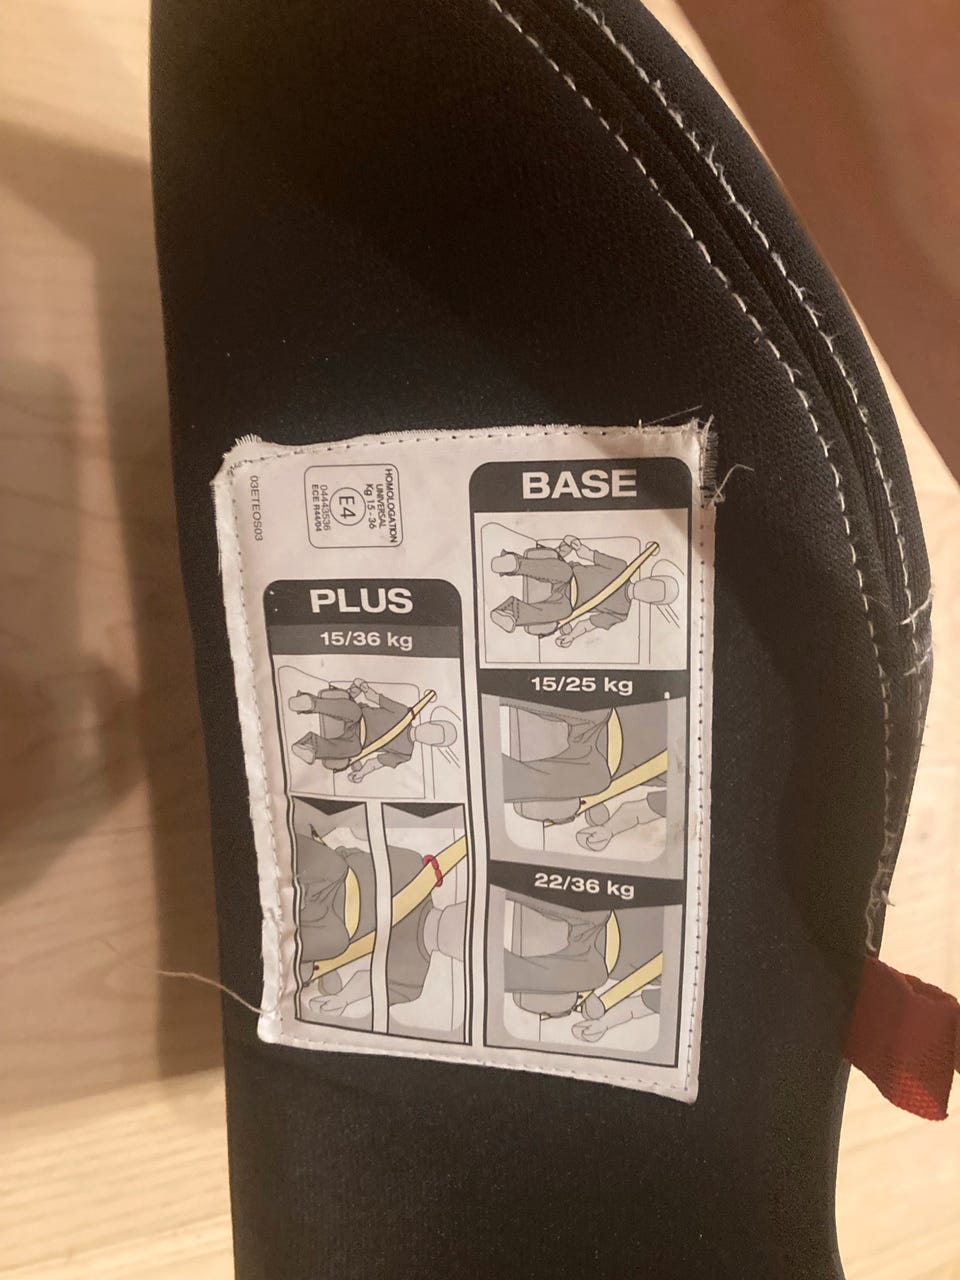 03ETEOS03
HOMOLOGATION
UNIVERSAL
Kg 15 - 36
E4
04443536
ECE R44/04
PLUS
15/36 kg
BASE
15/25 kg
22/36 kg